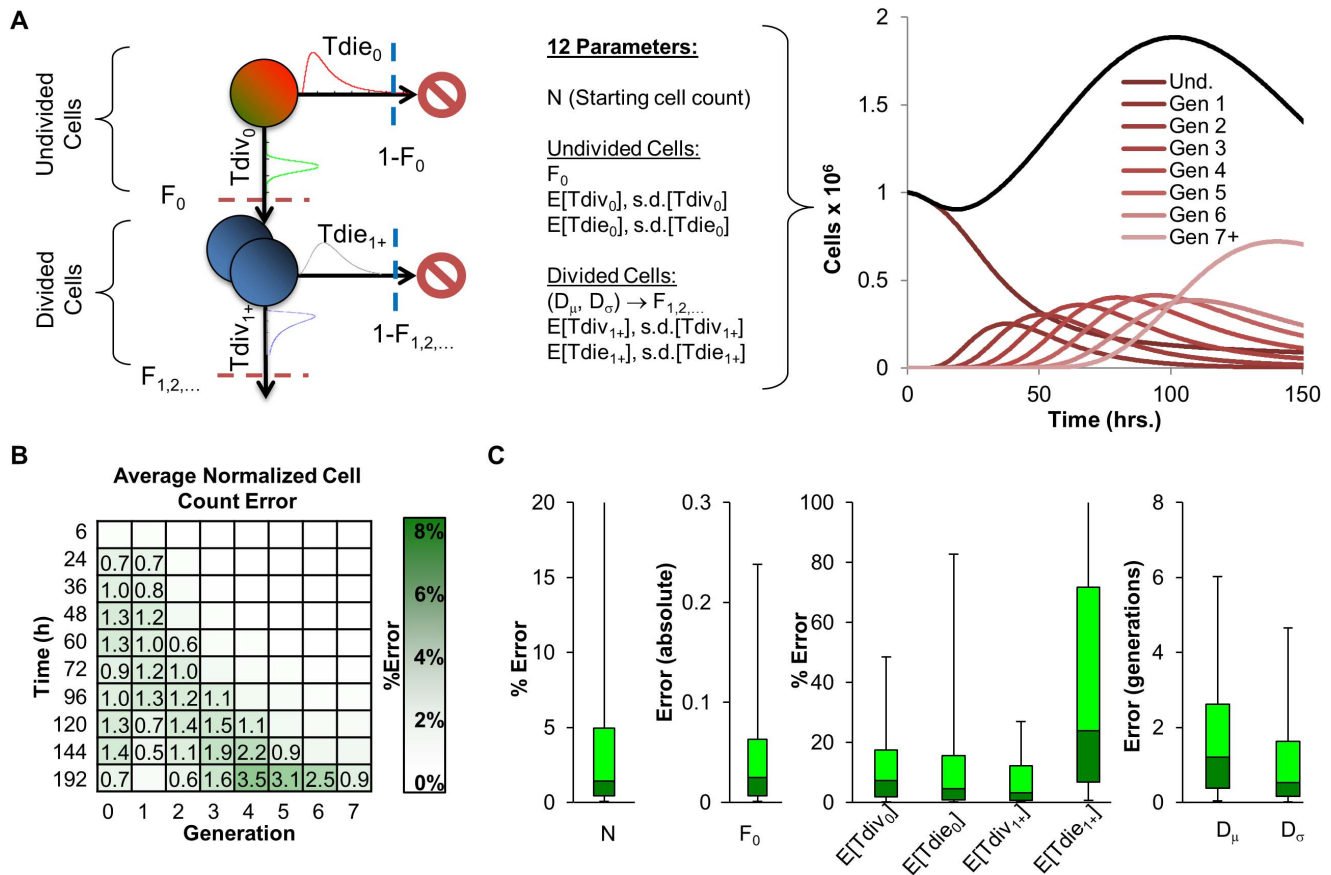 A
Undivided Cells
Divided Cells
Tdie0
Tdiv0
1-F0
F0
Tdie1+
Tdiv1+
1-F1,2,...
F1,2,...
12 Parameters:
N (Starting cell count)
Undivided Cells:
F0
E[Tdiv0], s.d.[Tdiv0]
E[Tdie0], s.d.[Tdie0]
Divided Cells:
(Dμ, Dσ) → F1,2,...
E[Tdiv1+], s.d.[Tdiv1+]
E[Tdie1+], s.d.[Tdie1+]
Cells x 10^6
2
1.5
1
0.5
0
0 50 100 150
Time (hrs.)
Und.
Gen 1
Gen 2
Gen 3
Gen 4
Gen 5
Gen 6
Gen 7+
B
Average Normalized Cell
Count Error
Time (h)
6
24 0.7 0.7
36 1.0 0.8
48 1.3 1.2
60 1.3 1.0 0.6
72 0.9 1.2 1.0
96 1.0 1.3 1.2 1.1
120 1.3 0.7 1.4 1.5 1.1
144 1.4 0.5 1.1 1.9 2.2 0.9
192 0.7 0.6 1.6 3.5 3.1 2.5 0.9
0 1 2 3 4 5 6 7
Generation
8%
6%
4%
2%
0%
%Error
C
% Error
20
15
10
5
0
N
Error (absolute)
0.3
0.2
0.1
0
F0
% Error
100
80
60
40
20
0
E[Tdiv0]
E[Tdie0]
E[Tdiv1+]
E[Tdie1+]
Error (generations)
8
6
4
2
0
Dμ Dσ